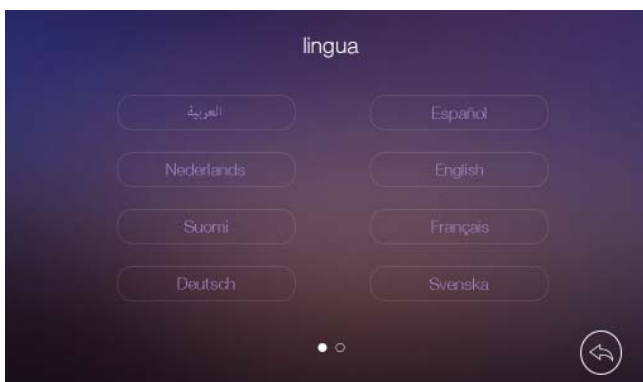 lingua
العربية
Español
Nederlands
English
Suomi
Français
Deutsch
Svenska